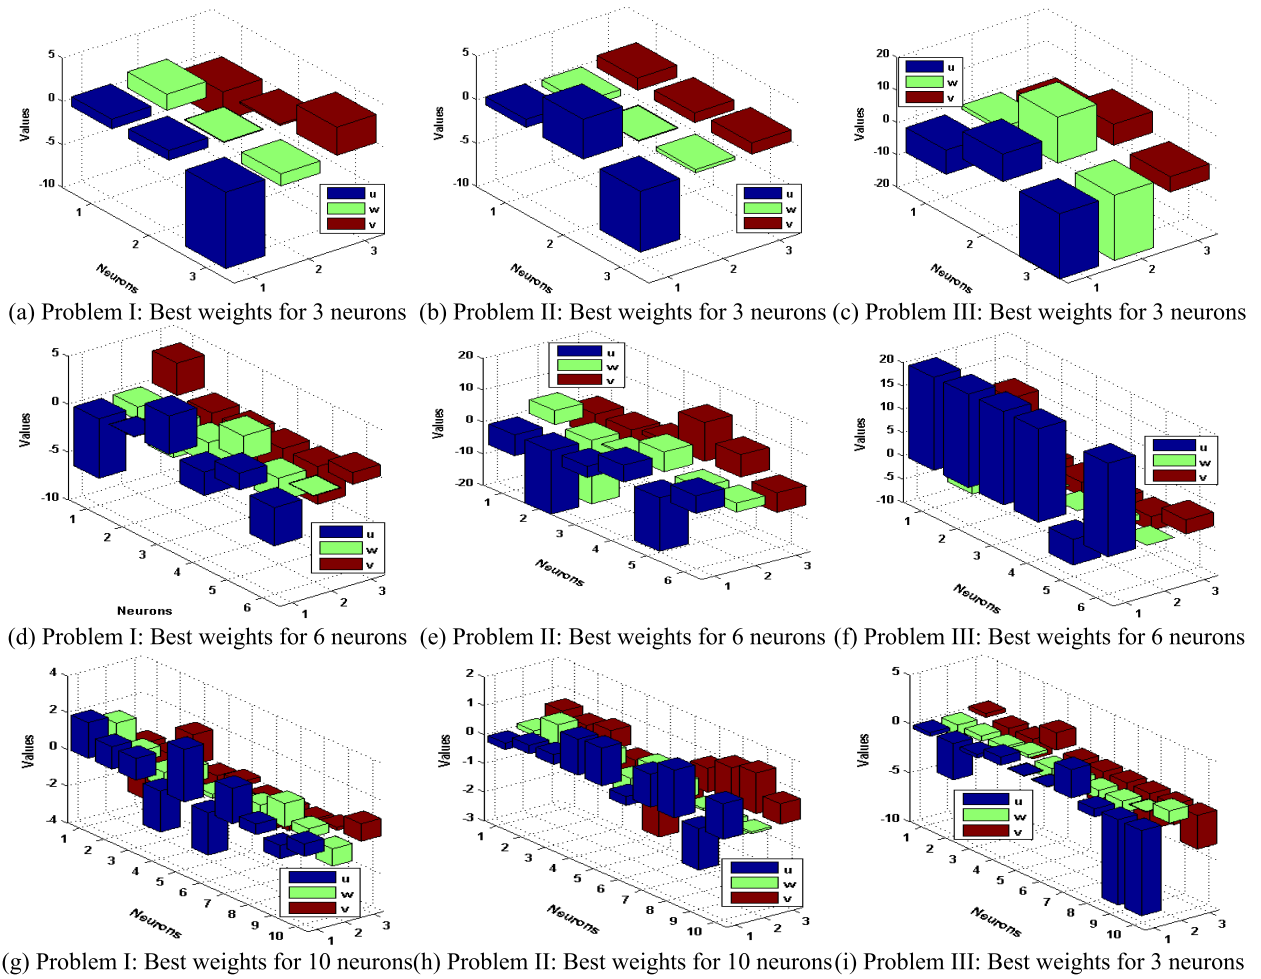 5
0
-5
-10
Values
1
2
3
Neurons
1
2
3
u
w
v
(a) Problem I: Best weights for 3 neurons
5
0
-5
-10
Values
1
2
3
Neurons
1
2
3
u
w
v
(b) Problem II: Best weights for 3 neurons
20
10
0
-10
-20
Values
1
2
3
Neurons
1
2
3
u
w
v
(c) Problem III: Best weights for 3 neurons
5
0
-5
-10
Values
1
2
3
4
5
6
Neurons
1
2
3
u
w
v
(d) Problem I: Best weights for 6 neurons
20
10
0
-10
-20
Values
1
2
3
4
5
6
Neurons
1
2
3
u
w
v
(e) Problem II: Best weights for 6 neurons
20
15
10
5
0
-5
-10
Values
1
2
3
4
5
6
Neurons
1
2
3
u
w
v
(f) Problem III: Best weights for 6 neurons
4
2
0
-2
-4
Values
1
2
3
4
5
6
7
8
9
10
Neurons
1
2
3
u
w
v
(g) Problem I: Best weights for 10 neurons
2
1
0
-1
-2
-3
Values
1
2
3
4
5
6
7
8
9
10
Neurons
1
2
3
u
w
v
(h) Problem II: Best weights for 10 neurons
5
0
-5
-10
Values
1
2
3
4
5
6
7
8
9
10
Neurons
1
2
3
u
w
v
(i) Problem III: Best weights for 3 neurons